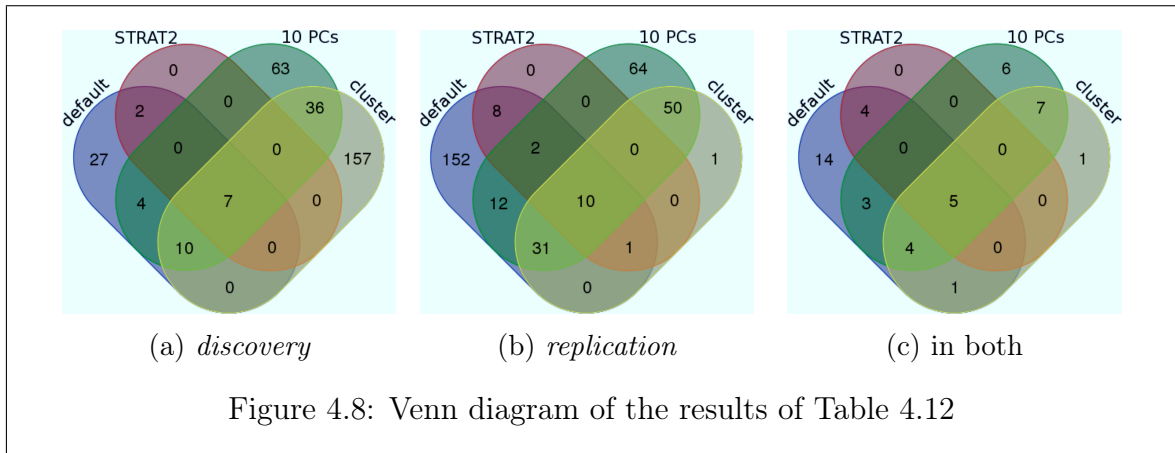 STRAT2 10 PCs
default cluster
0 63
2 0 36
27 0 0 157
4 7 0
10 0
0
STRAT2 10 PCs
default cluster
0 64
8 0 50
152 2 0 1
12 10 0
31 1
0
STRAT2 10 PCs
default cluster
0 6
4 0 7
14 0 0 1
3 5 0
4 0
1
(a) discovery
(b) replication
(c) in both
Figure 4.8: Venn diagram of the results of Table 4.12